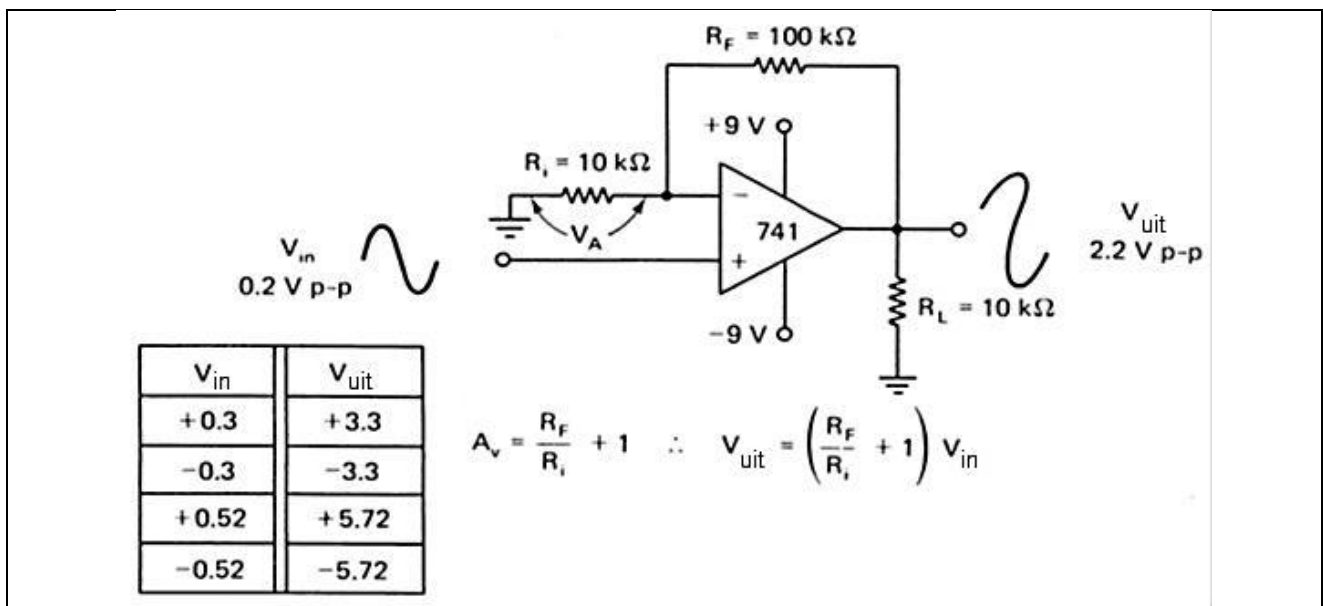 R_F = 100 kΩ
+9 V
R_i = 10 kΩ
−
741
V_A
+
V_in
0.2 V p-p
V_uit
2.2 V p-p
R_L = 10 kΩ
−9 V
V_in V_uit
+0.3 +3.3
−0.3 −3.3
+0.52 +5.72
−0.52 −5.72
A_v = R_F / R_i + 1 ∴ V_uit = (R_F / R_i + 1) V_in